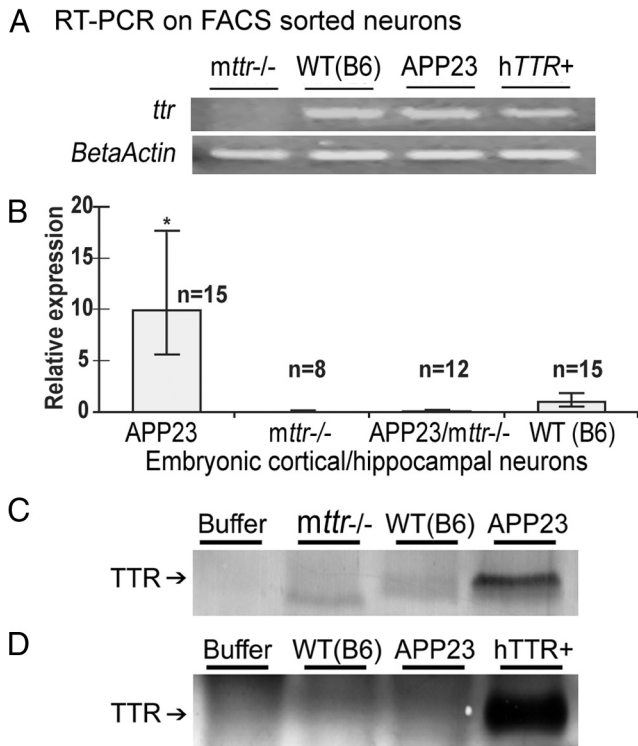 A RT-PCR on FACS sorted neurons
mttr-/- WT(B6) APP23 hTTR+
ttr
BetaActin
B
Relative expression
20
15
10
5
0
*
n=15
n=8
n=12
n=15
APP23 mttr-/- APP23/mttr-/- WT (B6)
Embryonic cortical/hippocampal neurons
C
Buffer mttr-/- WT(B6) APP23
TTR →
D
Buffer WT(B6) APP23 hTTR+
TTR →